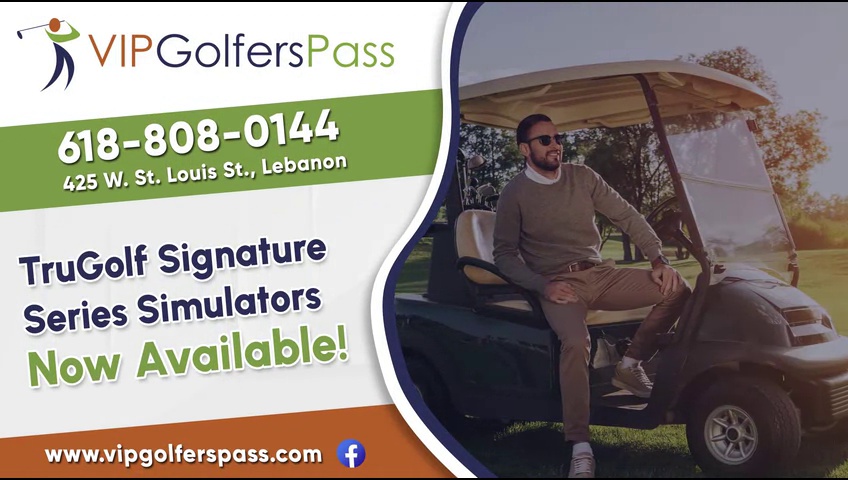 VIPGolfersPass
618-808-0144
425 W. St. Louis St., Lebanon
TruGolf Signature
Series Simulators
Now Available!
www.vipgolferspass.com f